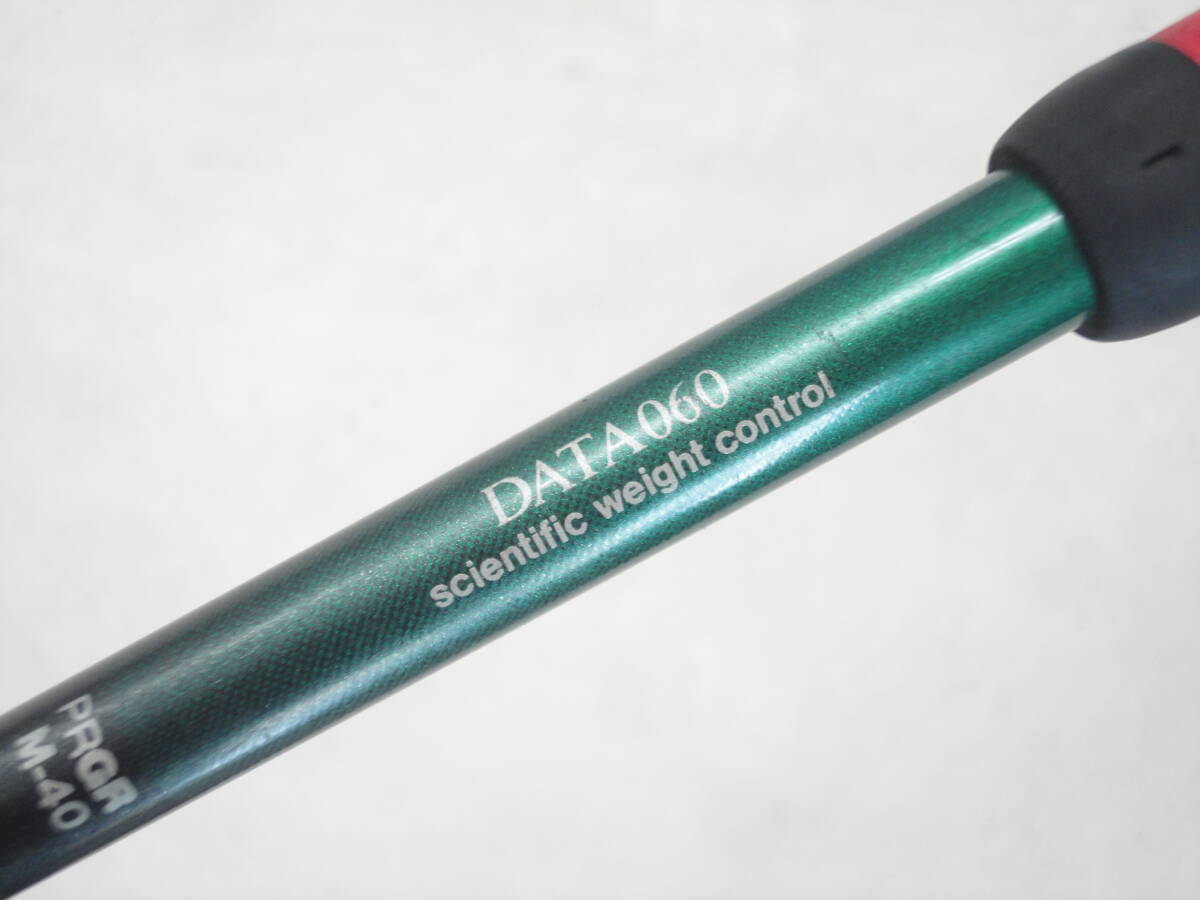 DATA060
scientific weight control
PRGR
M-40